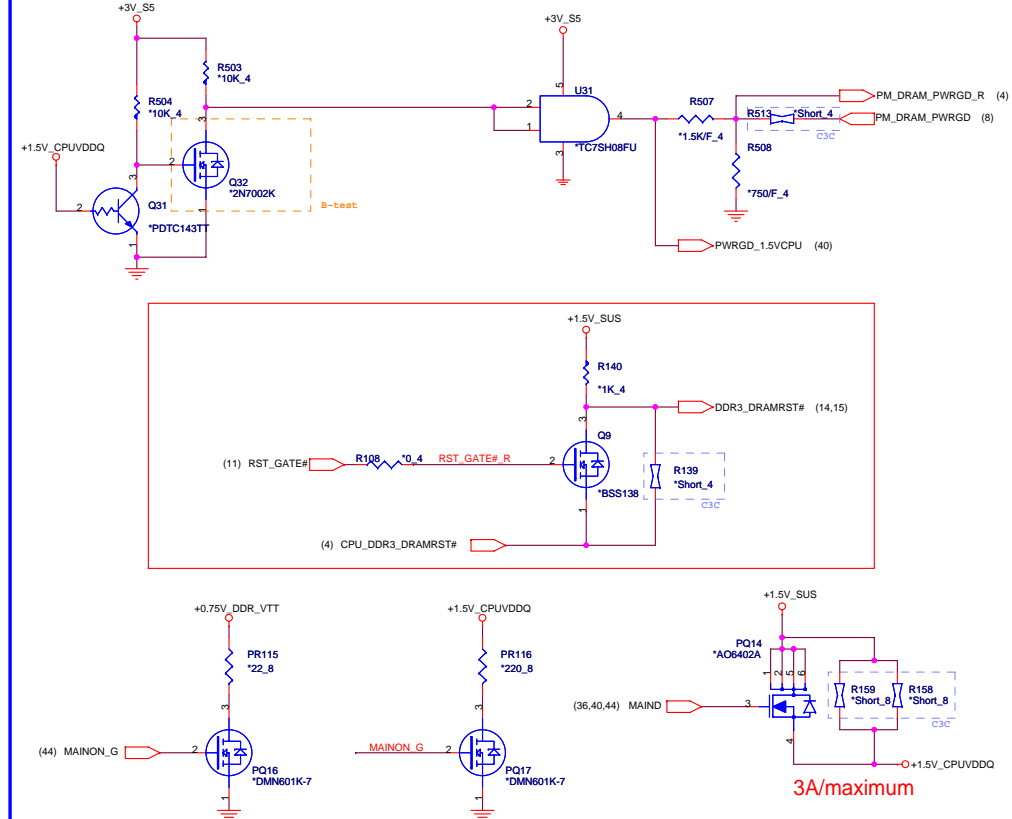 +3V_S5
R503
*10K_4
R504
*10K_4
3
+1.5V_CPUVDDQ
3
2
Q32
*2N7002K
B-test
2
Q31
*PDTC143TT
1
1
+3V_S5
5
U31
2
1
4
*TC7SH08FU
3
R507
*1.5K/F_4
PM_DRAM_PWRGD_R (4)
R513
*Short_4
PM_DRAM_PWRGD (8)
C3C
R508
*750/F_4
PWRGD_1.5VCPU (40)
+1.5V_SUS
R140
*1K_4
DDR3_DRAMRST# (14,15)
3
Q9
(11) RST_GATE#
R108
*0_4
RST_GATE#_R
2
*BSS138
1
R139
*Short_4
C3C
(4) CPU_DDR3_DRAMRST#
+0.75V_DDR_VTT
PR115
*22_8
3
(44) MAINON_G
2
PQ16
*DMN601K-7
1
+1.5V_CPUVDDQ
PR116
*220_8
3
MAINON_G
2
PQ17
*DMN601K-7
1
+1.5V_SUS
PQ14
*AO6402A
1
2
5
6
(36,40,44) MAIND
3
4
R159
*Short_8
R158
*Short_8
C3C
+1.5V_CPUVDDQ
3A/maximum